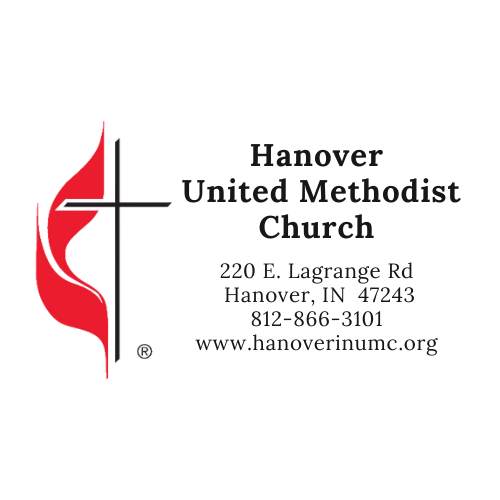 Hanover
United Methodist
Church
220 E. Lagrange Rd
Hanover, IN  47243
812-866-3101
www.hanoverinumc.org
®